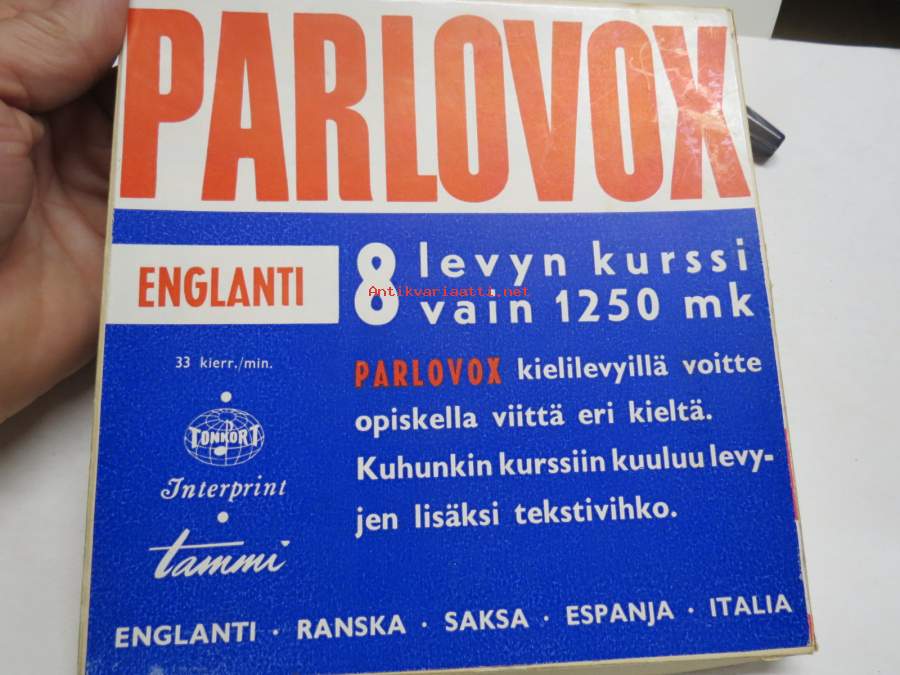 PARLOVOX
ENGLANTI
8 levyn kurssi
vain 1250 mk
Antikvariaatti.net
33 kierr./min.
TONKORT
Interprint
tammi
PARLOVOX kielilevyillä voitte
opiskella viittä eri kieltä.
Kuhunkin kurssiin kuuluu levy-
jen lisäksi tekstivihko.
ENGLANTI · RANSKA · SAKSA · ESPANJA · ITALIA